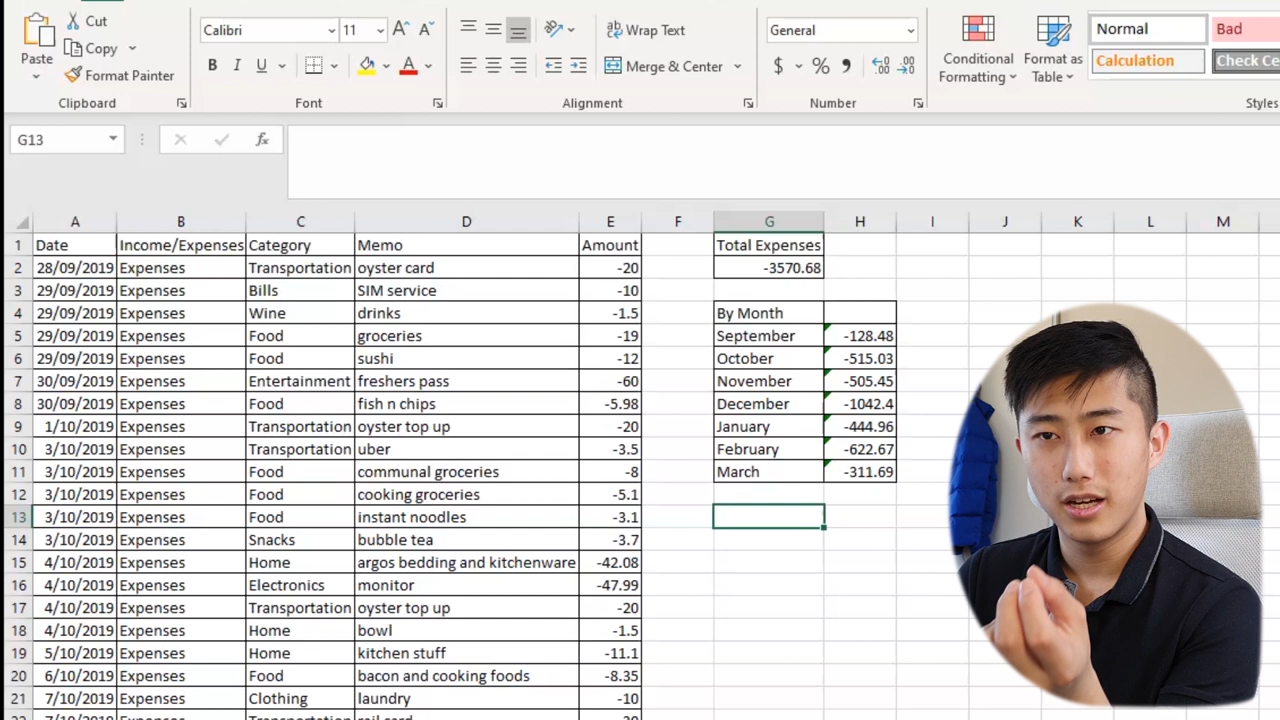 Cut
Copy
Paste
Format Painter
Clipboard
Calibri 11
B I U
A
Font
ab Wrap Text
Merge & Center
Alignment
General
$ % ,
Number
Conditional Formatting
Format as Table
Normal Bad
Calculation Check Ce
Styles
G13 fx
A B C D E F G H I J K L M
1 Date Income/Expenses Category Memo Amount Total Expenses
2 28/09/2019 Expenses Transportation oyster card -20 -3570.68
3 29/09/2019 Expenses Bills SIM service -10
4 29/09/2019 Expenses Wine drinks -1.5 By Month
5 29/09/2019 Expenses Food groceries -19 September -128.48
6 29/09/2019 Expenses Food sushi -12 October -515.03
7 30/09/2019 Expenses Entertainment freshers pass -60 November -505.45
8 30/09/2019 Expenses Food fish n chips -5.98 December -1042.4
9 1/10/2019 Expenses Transportation oyster top up -20 January -444.96
10 3/10/2019 Expenses Transportation uber -3.5 February -622.67
11 3/10/2019 Expenses Food communal groceries -8 March -311.69
12 3/10/2019 Expenses Food cooking groceries -5.1
13 3/10/2019 Expenses Food instant noodles -3.1
14 3/10/2019 Expenses Snacks bubble tea -3.7
15 4/10/2019 Expenses Home argos bedding and kitchenware -42.08
16 4/10/2019 Expenses Electronics monitor -47.99
17 4/10/2019 Expenses Transportation oyster top up -20
18 4/10/2019 Expenses Home bowl -1.5
19 5/10/2019 Expenses Home kitchen stuff -11.1
20 6/10/2019 Expenses Food bacon and cooking foods -8.35
21 7/10/2019 Expenses Clothing laundry -10